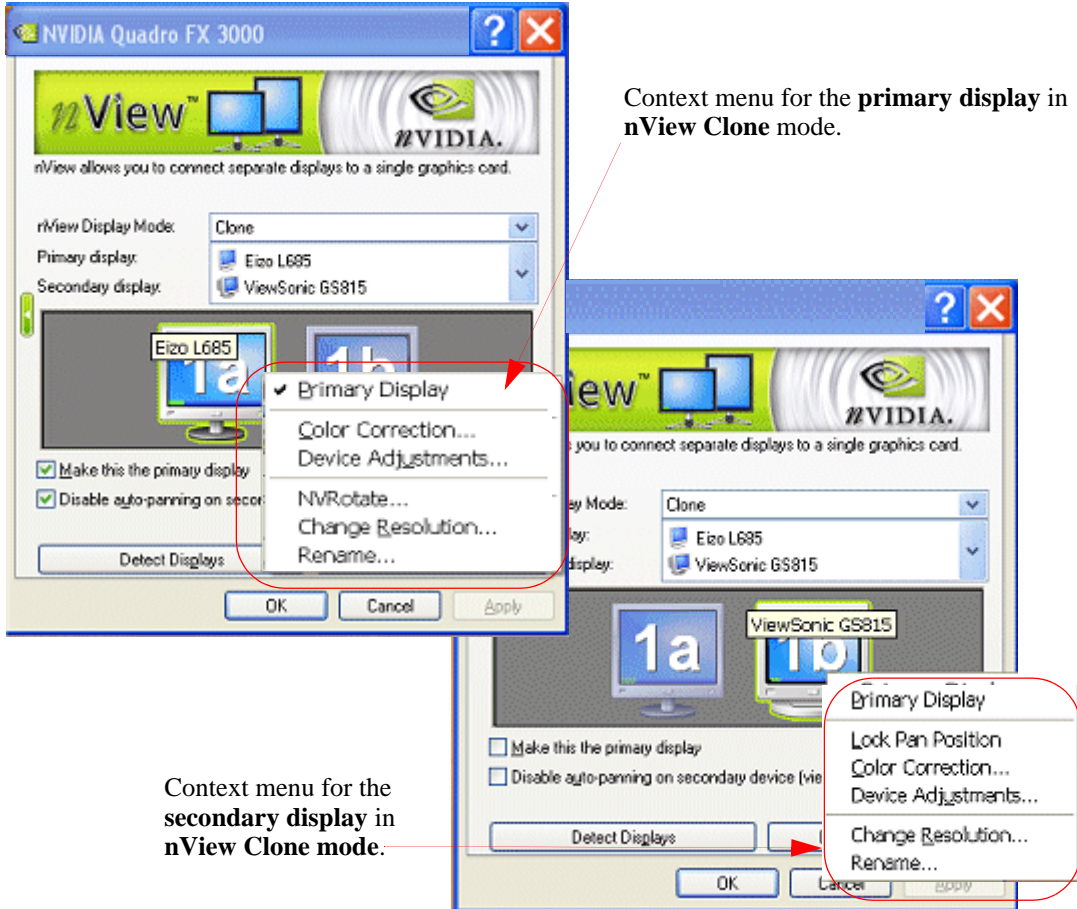 NVIDIA Quadro FX 3000
nView™
NVIDIA.
nView allows you to connect separate displays to a single graphics card.
nView Display Mode:
Clone
Primary display:
Eizo L685
Secondary display:
ViewSonic GS815
Eizo L685
1a
1b
Primary Display
Color Correction...
Device Adjustments...
NVRotate...
Change Resolution...
Rename...
Make this the primary display
Disable auto-panning on
Detect Displays
OK
Cancel
Apply
Context menu for the primary display in
nView Clone mode.
NVIDIA.
you to connect separate displays to a single graphics card.
Mode:
Clone
Eizo L685
display:
ViewSonic GS815
ViewSonic GS815
1a
1b
Primary Display
Lock Pan Position
Color Correction...
Device Adjustments...
Change Resolution...
Rename...
Make this the primary display
Disable auto-panning on secondary device
Detect Displays
OK
Cancel
Apply
Context menu for the
secondary display in
nView Clone mode.